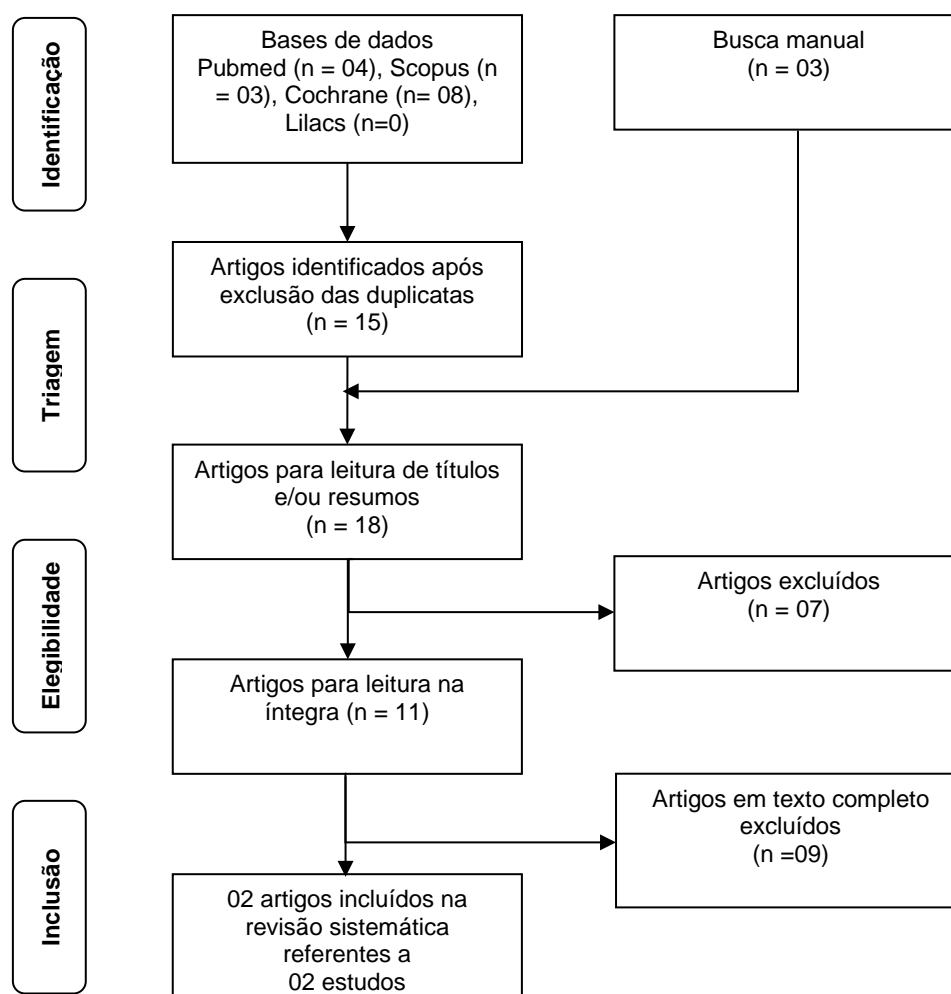 Identificação
Bases de dados
Pubmed (n = 04), Scopus (n
= 03), Cochrane (n= 08),
Lilacs (n=0)
Busca manual
(n = 03)
Triagem
Artigos identificados após
exclusão das duplicatas
(n = 15)
Artigos para leitura de títulos
e/ou resumos
(n = 18)
Elegibilidade
Artigos excluídos
(n = 07)
Artigos para leitura na
íntegra (n = 11)
Inclusão
Artigos em texto completo
excluídos
(n =09)
02 artigos incluídos na
revisão sistemática
referentes a
02 estudos